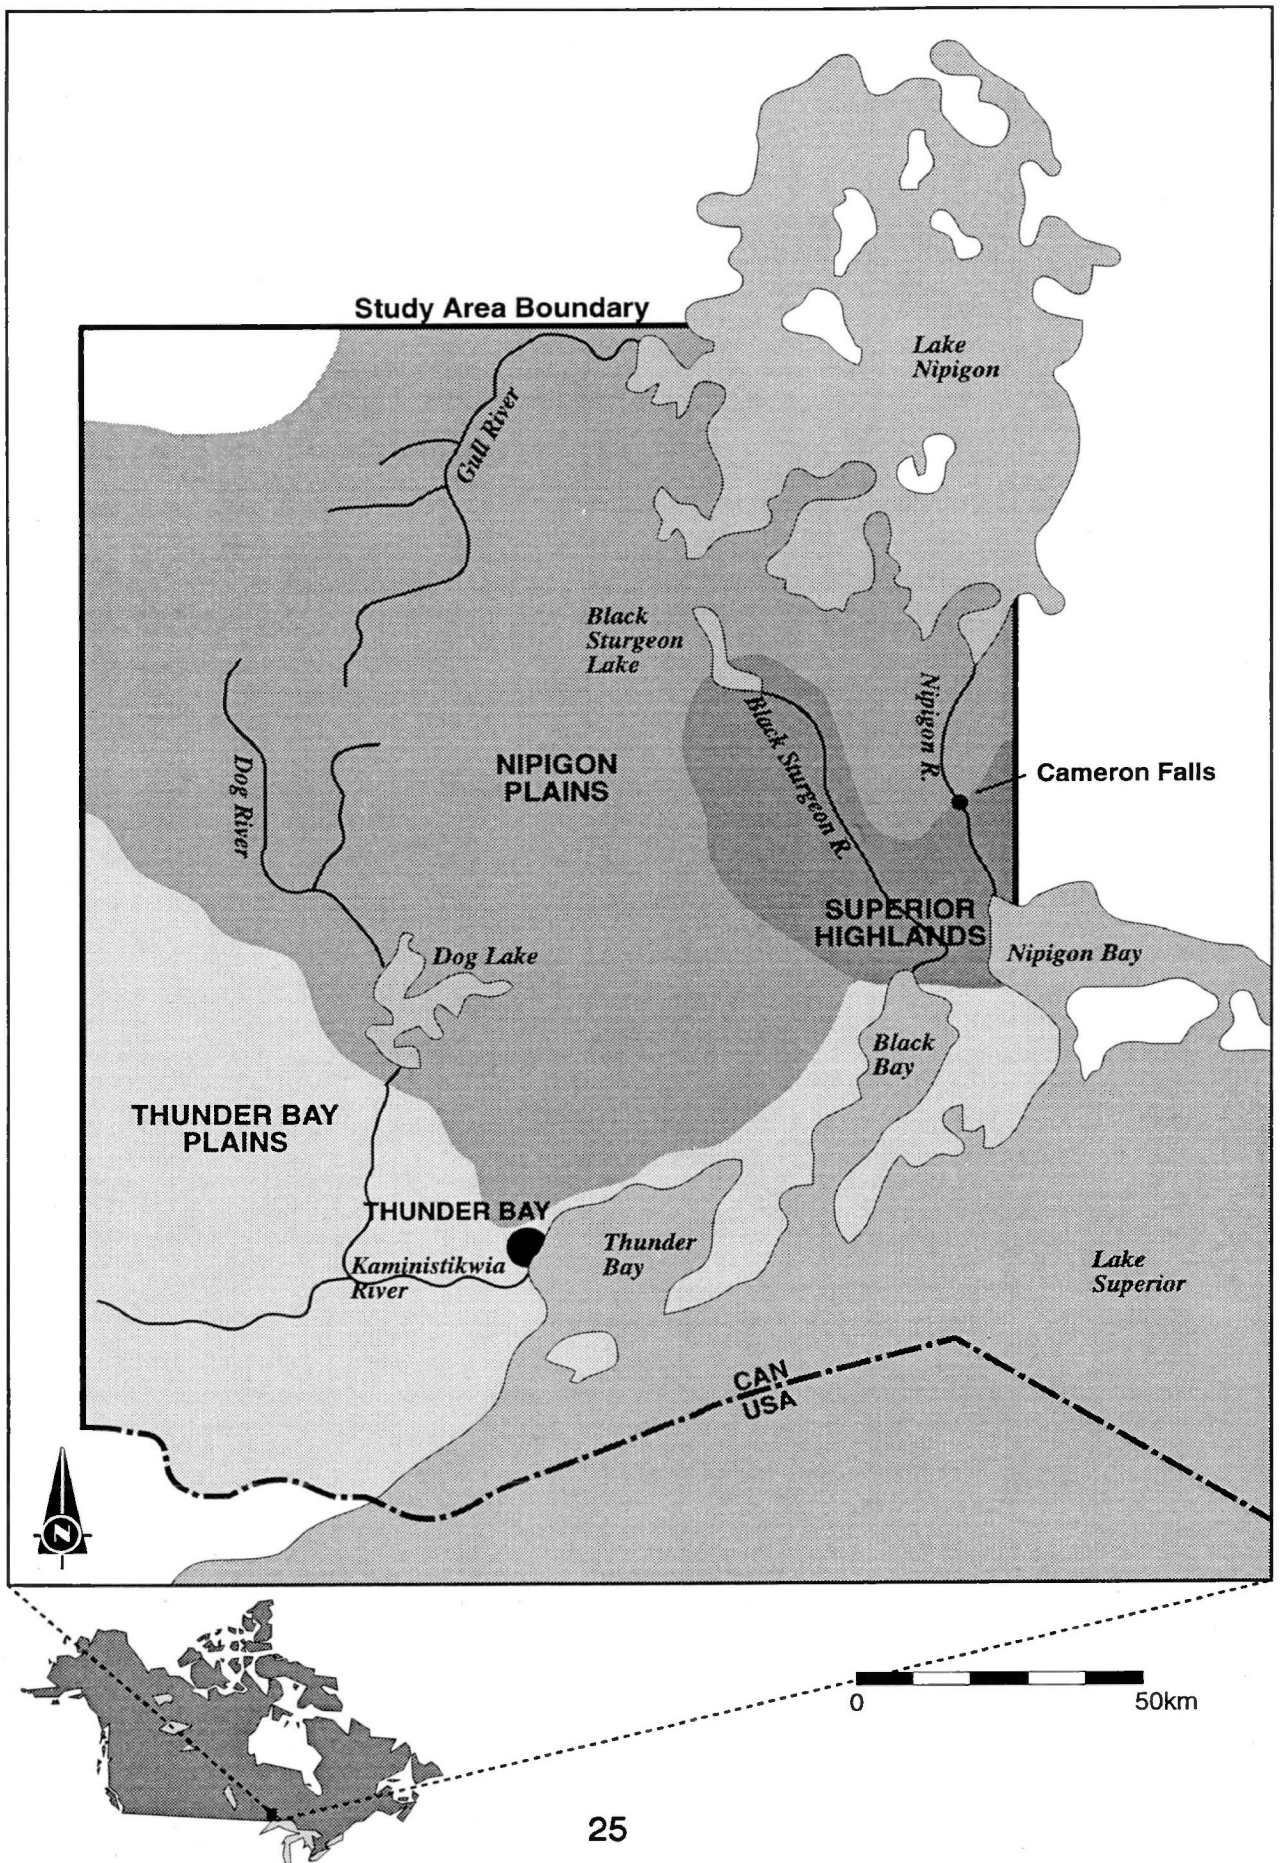 Study Area Boundary
Lake
Nipigon
Gull River
Black
Sturgeon
Lake
Nipigon R.
Black Sturgeon R.
Dog River
NIPIGON
PLAINS
Cameron Falls
SUPERIOR
HIGHLANDS
Nipigon Bay
Dog Lake
Black
Bay
THUNDER BAY
PLAINS
THUNDER BAY
Thunder
Bay
Kaministikwia
River
Lake
Superior
CAN
USA
N
0
50km
25